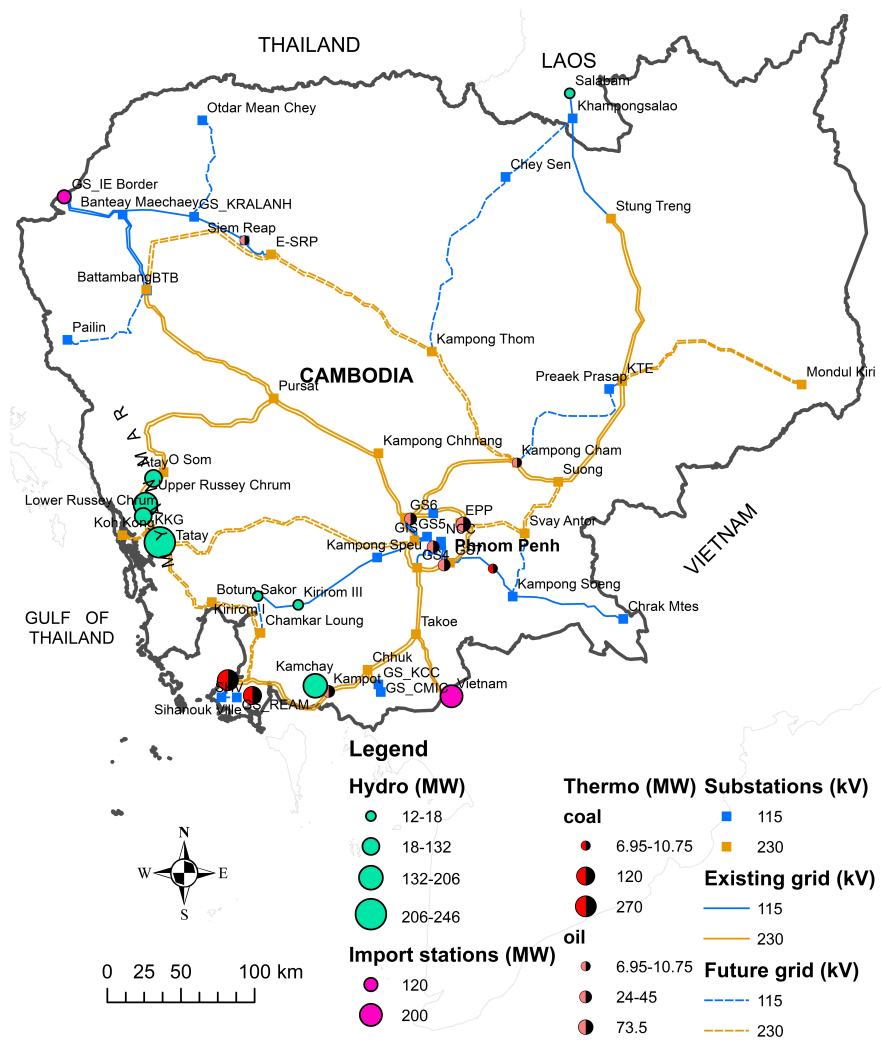 THAILAND
LAOS
Salabam
Otdar Mean Chey
Khampongsalao
Chey Sen
GS_IE Border
Banteay Maechaey
GS_KRALANH
Siem Reap
E-SRP
Stung Treng
Battambang
BTB
Pailin
Kampong Thom
CAMBODIA
Preaek Prasap
KTE
Mondul Kiri
Pursat
Kampong Chhnang
Kampong Cham
Atay
O Som
Upper Russey Chrum
Suong
Lower Russey Chrum
GS6
EPP
Koh Kong
KKG
GS5
Svay Antor
Tatay
Phnom Penh
VIETNAM
Kampong Speu
GS4
Botum Sakor
Kirirom III
Kampong Soeng
GULF OF
THAILAND
Kirirom I
Chamkar Loung
Takoe
Chrak Mtes
Kamchay
Kampot
Chhuk
GS_KCC
GS_CMIC
Vietnam
Sihanouk Ville
GS_REAM
Legend
Hydro (MW)
12-18
18-132
132-206
206-246
Import stations (MW)
120
200
Thermo (MW)
coal
6.95-10.75
120
270
oil
6.95-10.75
24-45
73.5
Substations (kV)
115
230
Existing grid (kV)
115
230
Future grid (kV)
115
230
N
W
E
S
0 25 50 100 km